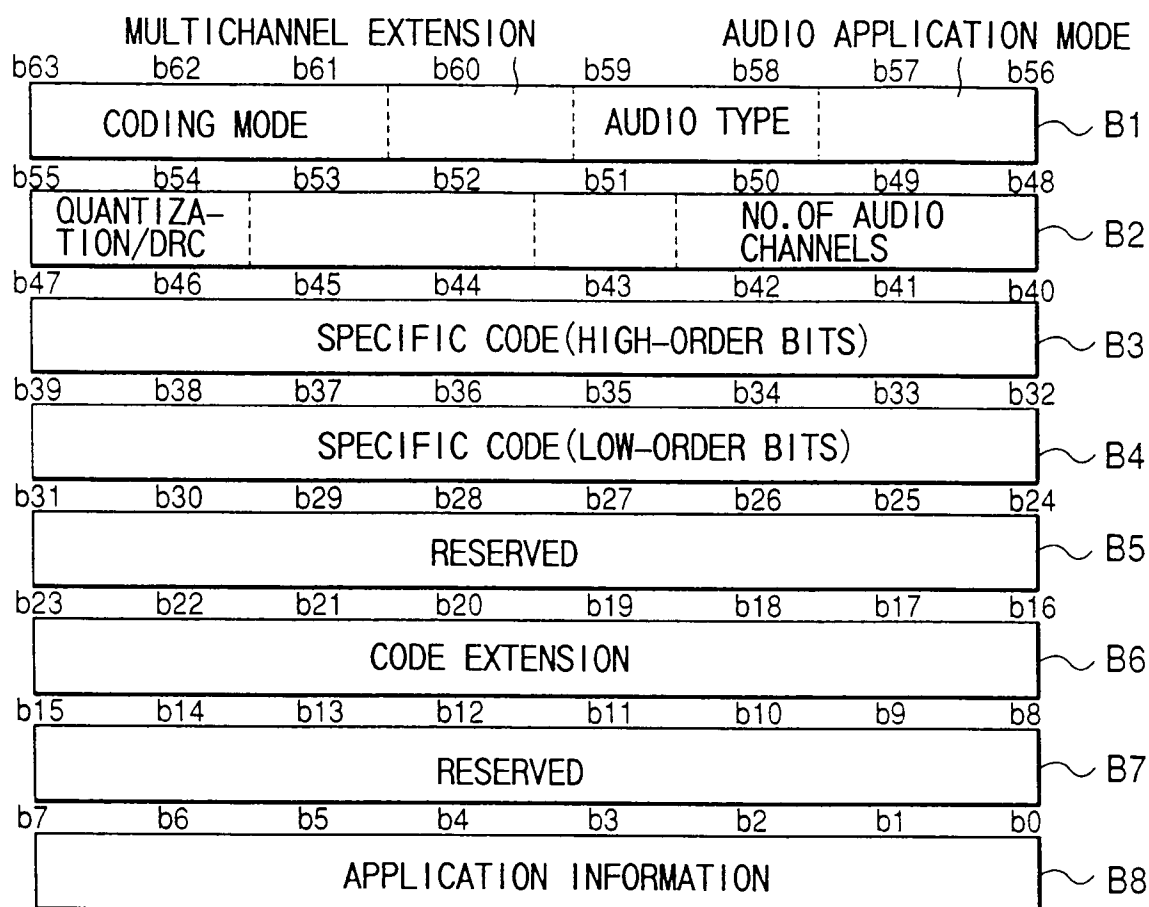 MULTICHANNEL EXTENSION AUDIO APPLICATION MODE
b63 b62 b61 b60 b59 b58 b57 b56
CODING MODE AUDIO TYPE B1
b55 b54 b53 b52 b51 b50 b49 b48
QUANTIZA- NO.OF AUDIO
TION/DRC CHANNELS B2
b47 b46 b45 b44 b43 b42 b41 b40
SPECIFIC CODE(HIGH-ORDER BITS) B3
b39 b38 b37 b36 b35 b34 b33 b32
SPECIFIC CODE(LOW-ORDER BITS) B4
b31 b30 b29 b28 b27 b26 b25 b24
RESERVED B5
b23 b22 b21 b20 b19 b18 b17 b16
CODE EXTENSION B6
b15 b14 b13 b12 b11 b10 b9 b8
RESERVED B7
b7 b6 b5 b4 b3 b2 b1 b0
APPLICATION INFORMATION B8